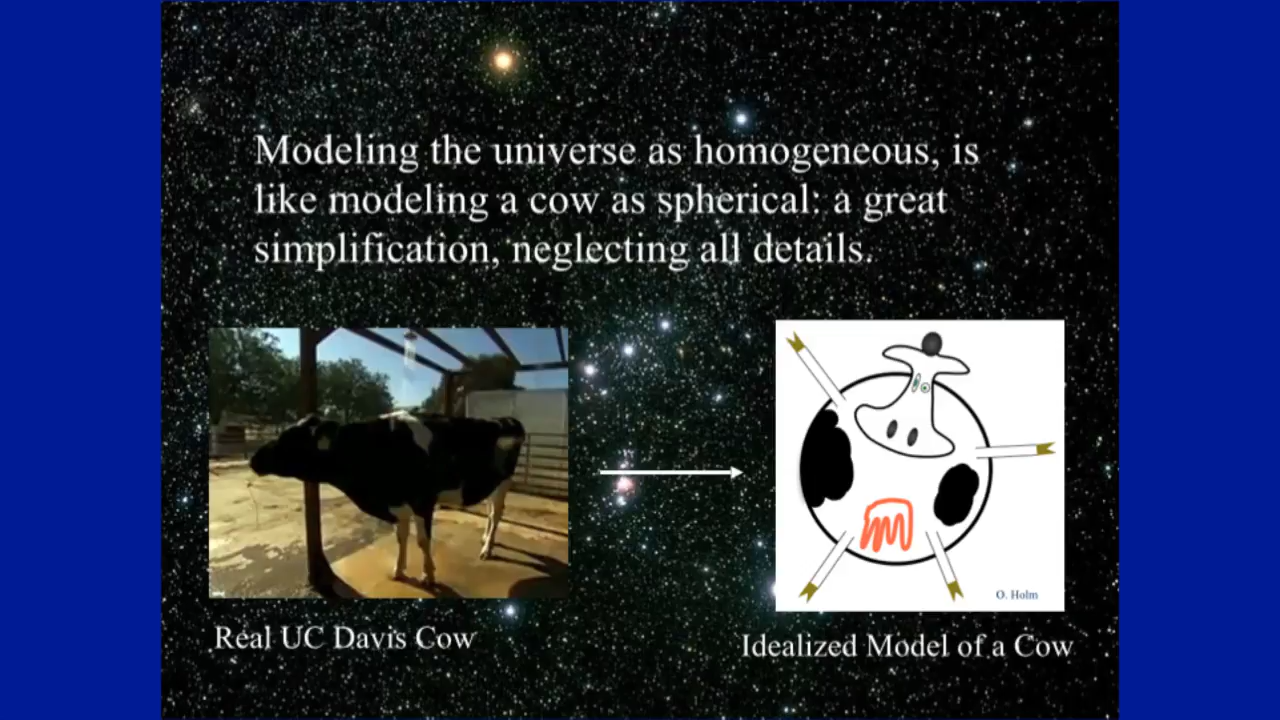 Modeling the universe as homogeneous, is
like modeling a cow as spherical: a great
simplification, neglecting all details.
O. Holm
Real UC Davis Cow
Idealized Model of a Cow